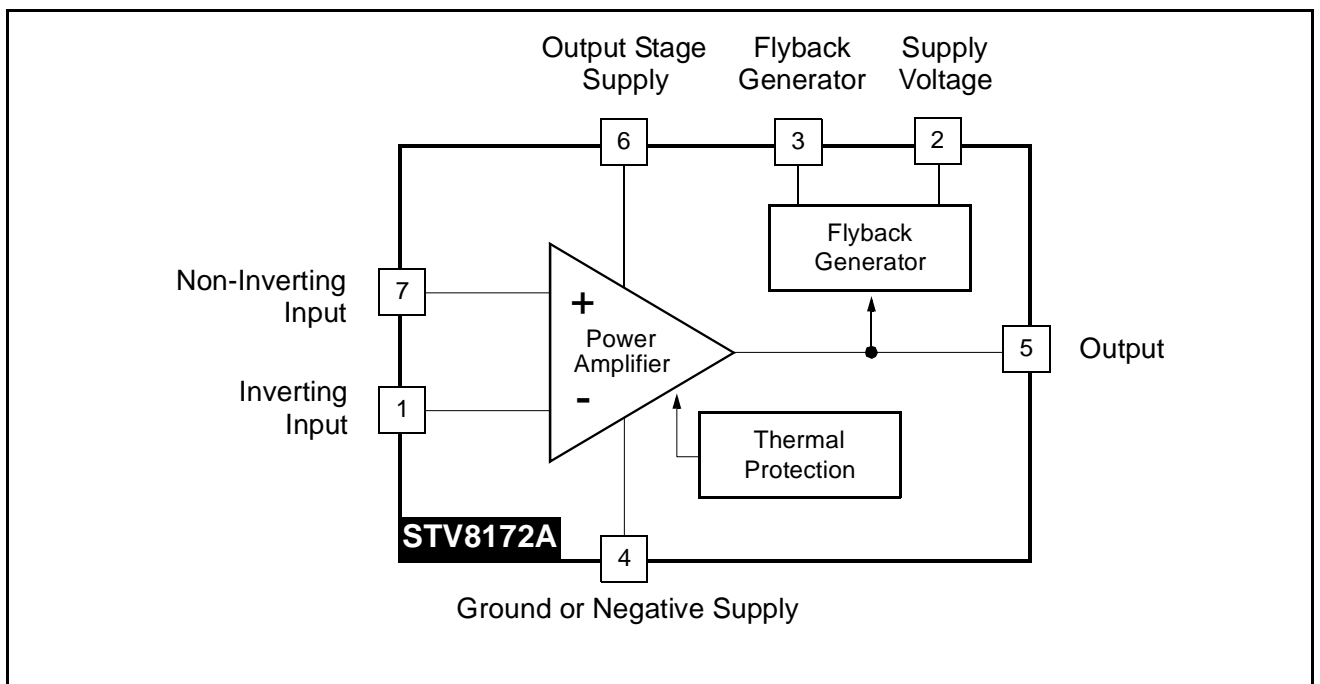 Output Stage
Supply
Flyback
Generator
Supply
Voltage
6
3
2
Flyback
Generator
Non-Inverting
Input
7
+
Power
Amplifier
5
Output
Inverting
Input
1
-
Thermal
Protection
STV8172A
4
Ground or Negative Supply